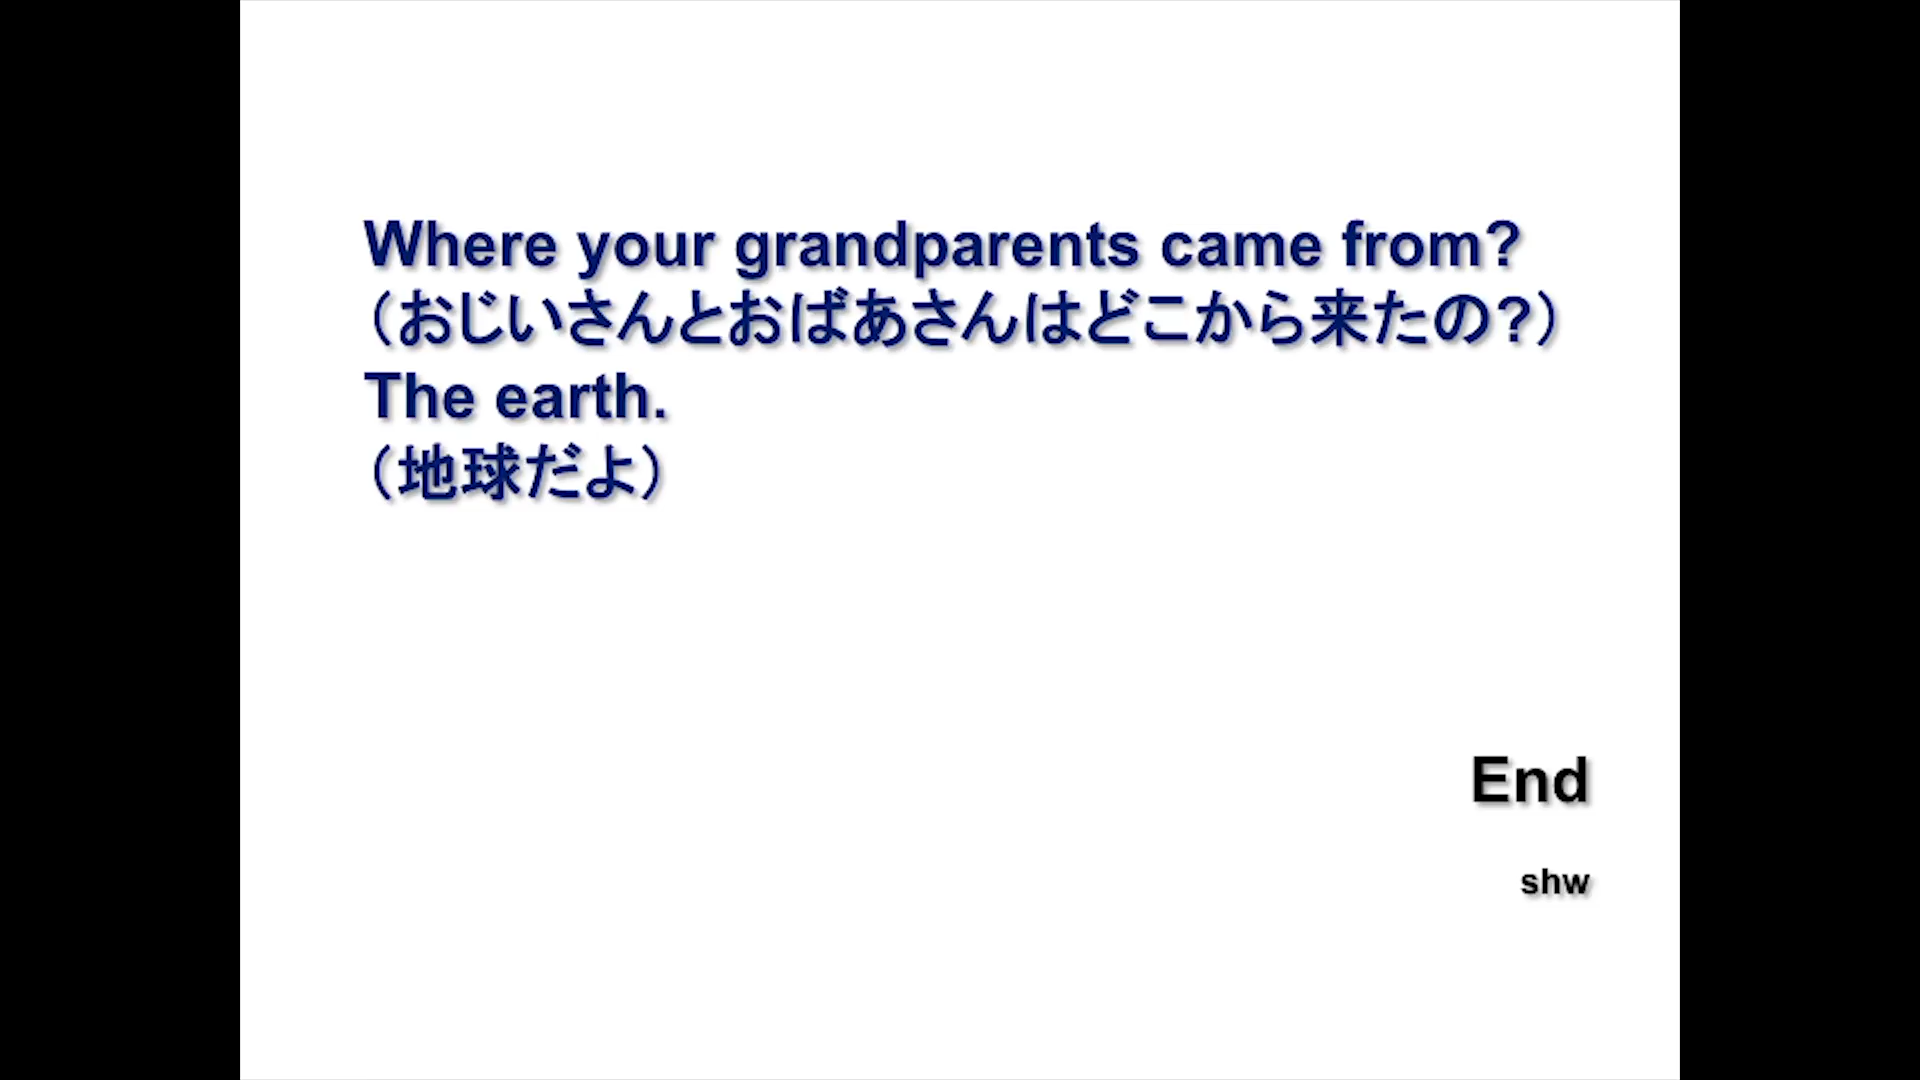 Where your grandparents came from?
（おじいさんとおばあさんはどこから来たの?）
The earth.
（地球だよ）
End
shw